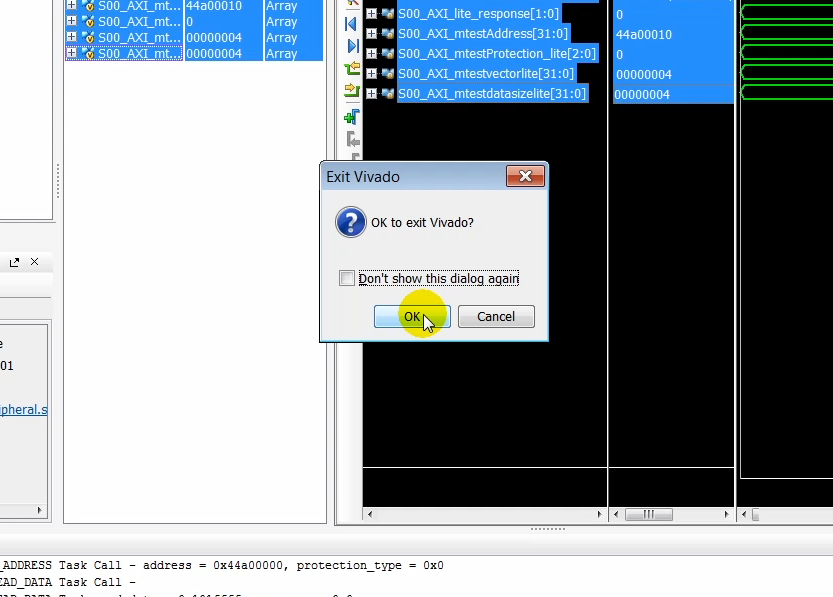 S00_AXI_mt... 44a00010 Array
S00_AXI_mt... 0 Array
S00_AXI_mt... 00000004 Array
S00_AXI_mt... 00000004 Array
S00_AXI_lite_response[1:0] 0
S00_AXI_mtestAddress[31:0] 44a00010
S00_AXI_mtestProtection_lite[2:0] 0
S00_AXI_mtestvectorlite[31:0] 00000004
S00_AXI_mtestdatasizelite[31:0] 00000004
Exit Vivado
OK to exit Vivado?
Don't show this dialog again
OK Cancel
e
01
ipheral.s
_ADDRESS Task Call - address = 0x44a00000, protection_type = 0x0
EAD_DATA Task Call -